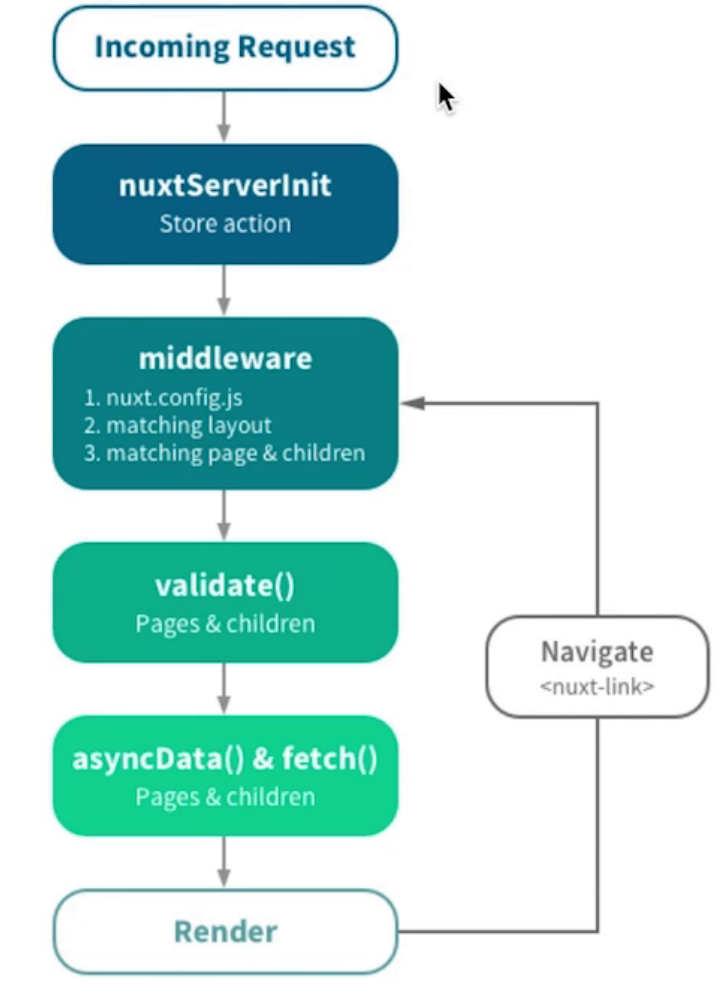 Incoming Request
nuxtServerInit
Store action
middleware
1. nuxt.config.js
2. matching layout
3. matching page & children
validate()
Pages & children
Navigate
<nuxt-link>
asyncData() & fetch()
Pages & children
Render